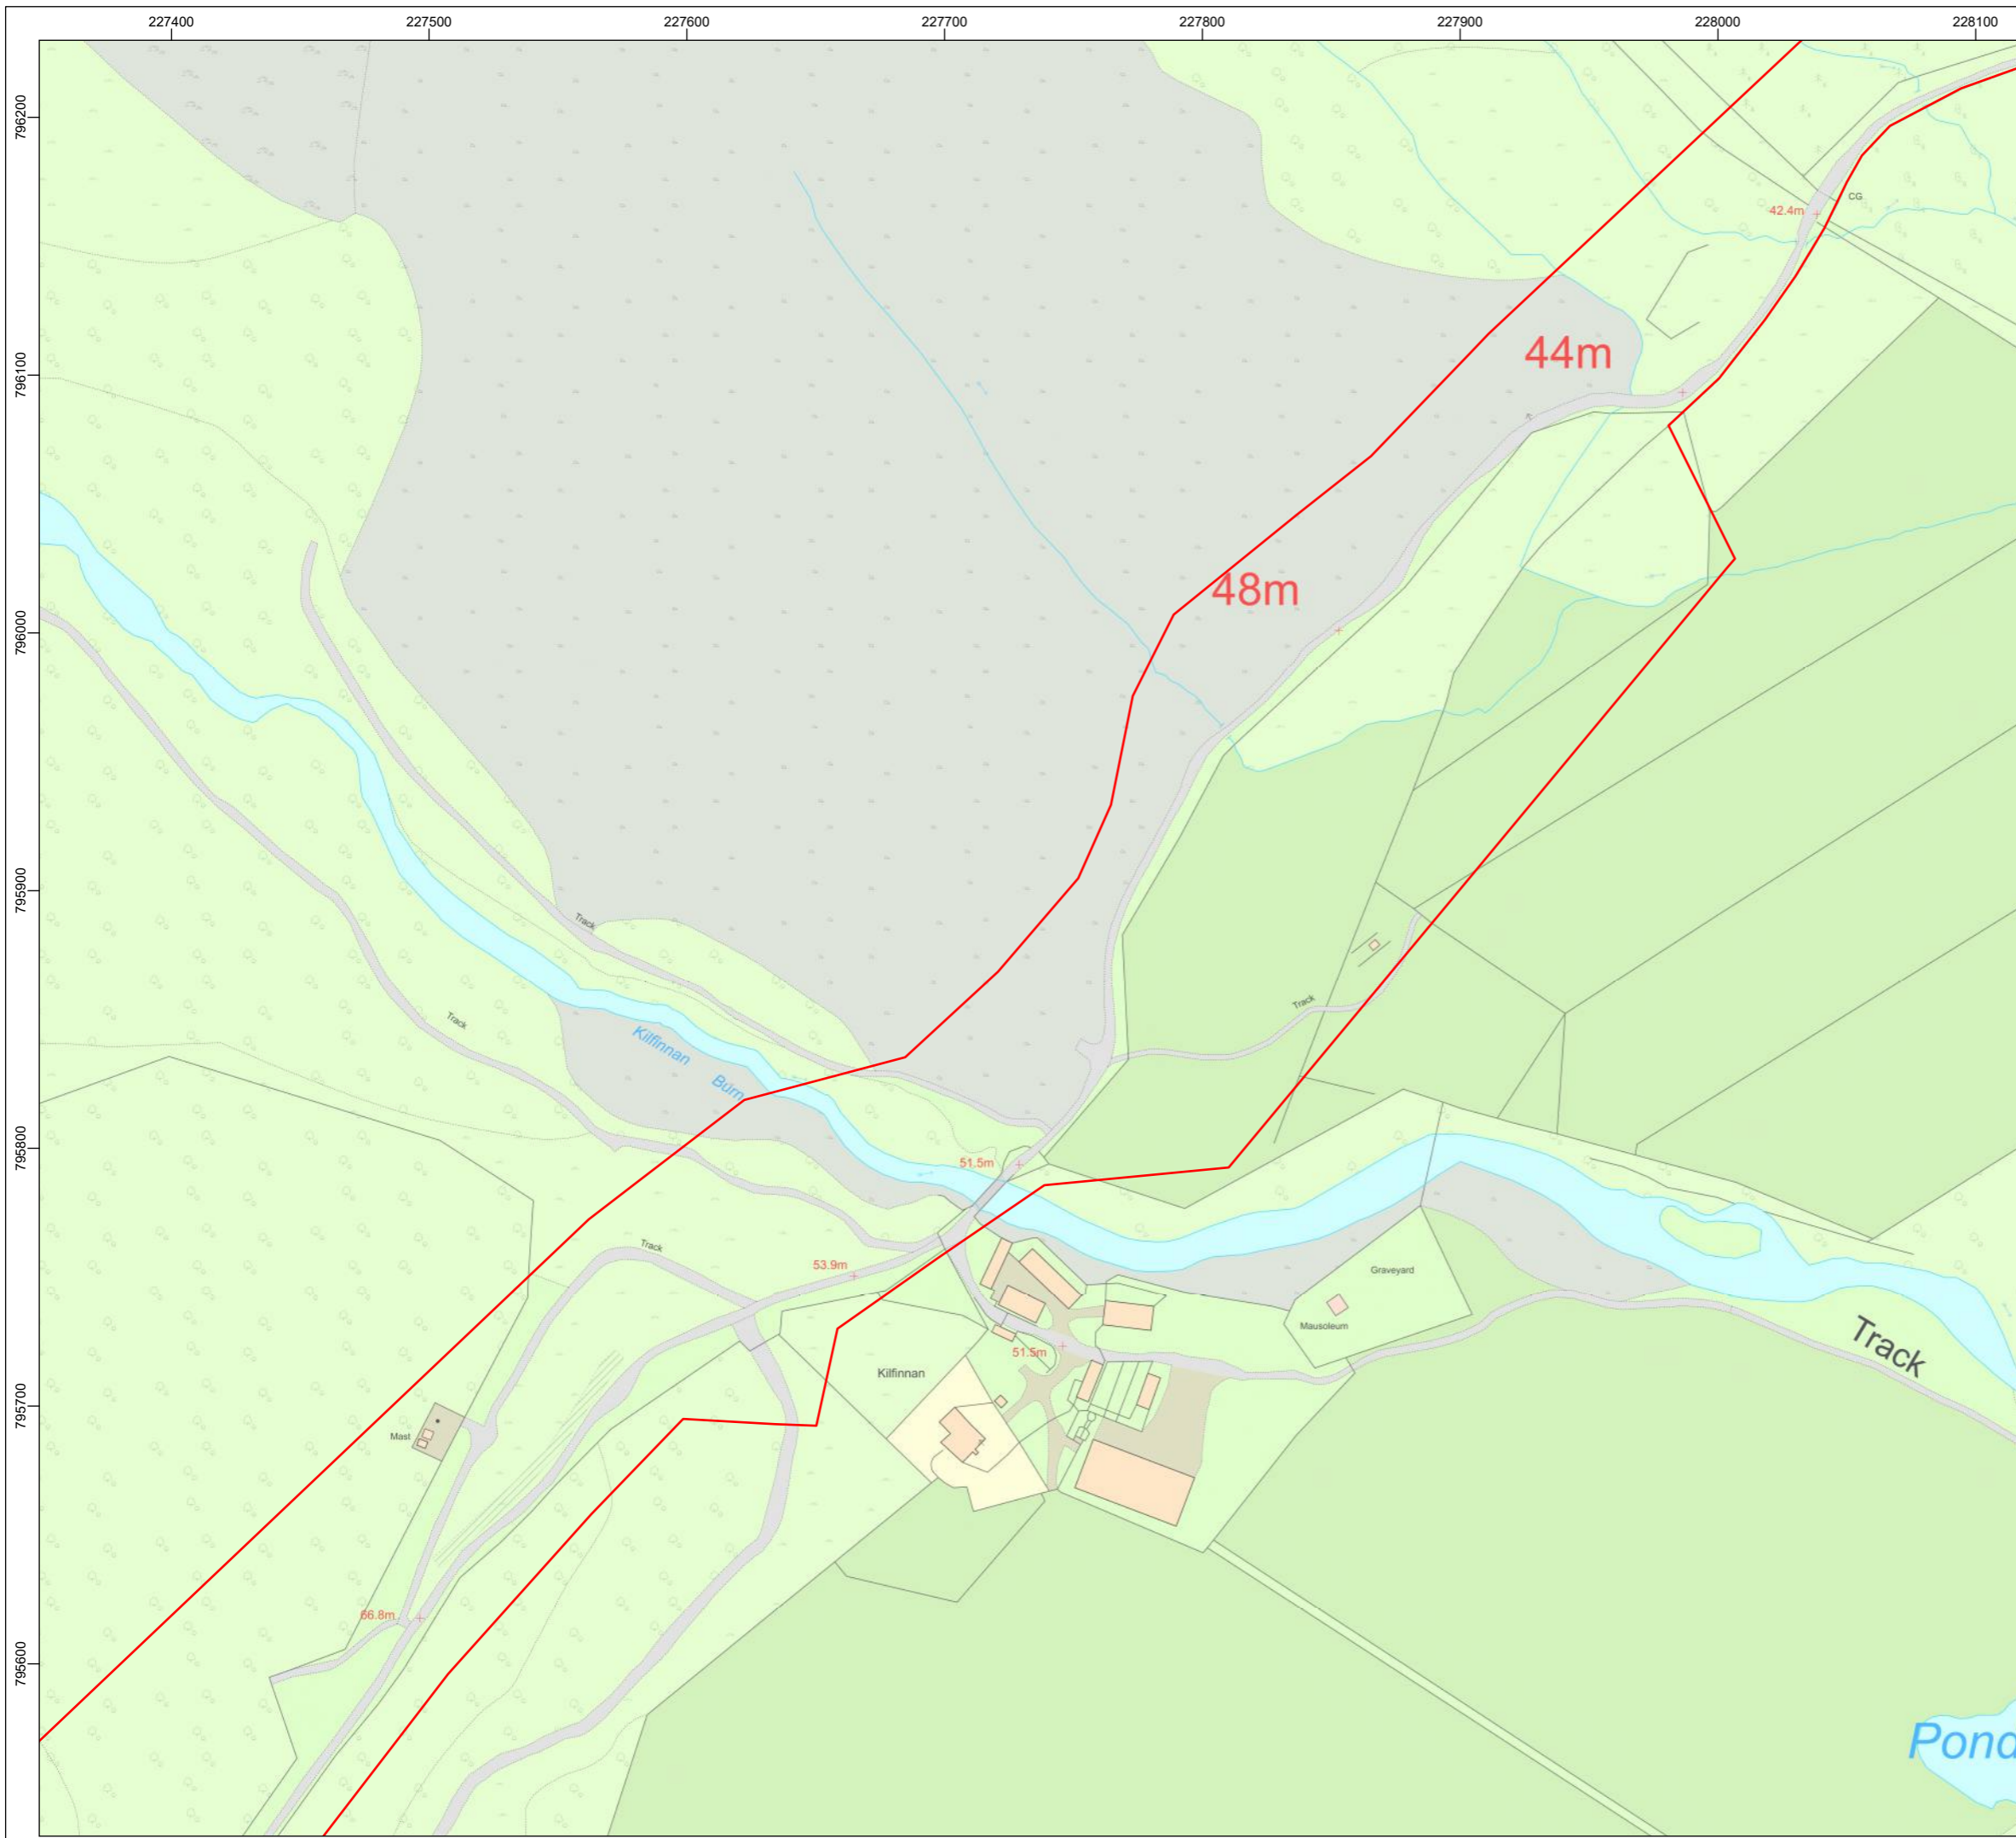 227400
227500
227600
227700
227800
227900
228000
228100
796200
796100
796000
795900
795800
795700
795600
CG
42.4m
44m
48m
Track
Track
Kilfinnan
Burn
Track
51.5m
Track
53.9m
Graveyard
Mausoleum
Track
51.5m
Kilfinnan
Mast
66.8m
Pond